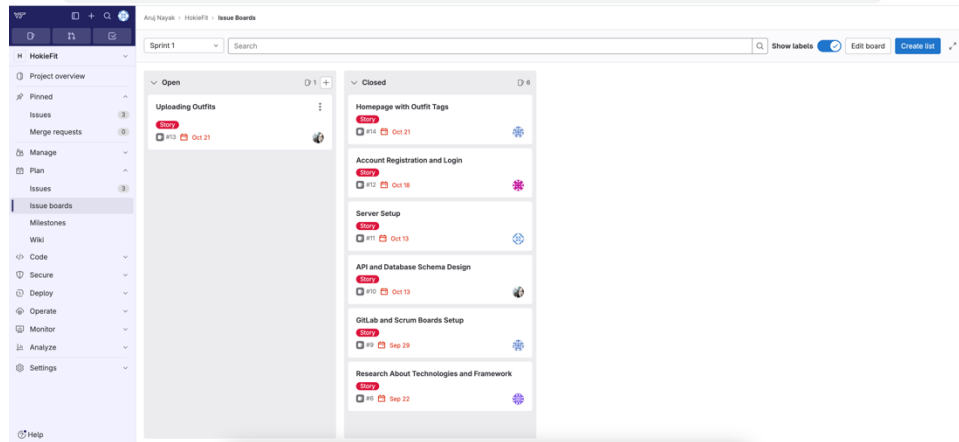 Aruj Nayak › HokieFit › Issue Boards
H HokieFit
Project overview
Pinned
Issues 3
Merge requests 0
Manage
Plan
Issues 3
Issue boards
Milestones
Wiki
Code
Secure
Deploy
Operate
Monitor
Analyze
Settings
Help
Sprint 1
Search
Show labels
Edit board
Create list
Open 1
Uploading Outfits
Story
#13 Oct 21
Closed 6
Homepage with Outfit Tags
Story
#14 Oct 21
Account Registration and Login
Story
#12 Oct 18
Server Setup
Story
#11 Oct 13
API and Database Schema Design
Story
#10 Oct 13
GitLab and Scrum Boards Setup
Story
#9 Sep 29
Research About Technologies and Framework
Story
#6 Sep 22